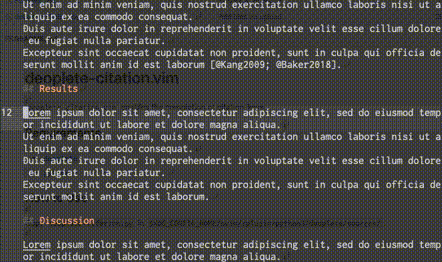 Ut enim ad minim veniam, quis nostrud exercitation ullamco laboris nisi ut a
liquip ex ea commodo consequat.
Duis aute irure dolor in reprehenderit in voluptate velit esse cillum dolore
eu fugiat nulla pariatur.
Excepteur sint occaecat cupidatat non proident, sunt in culpa qui officia de
serunt mollit anim id est laborum [@Kang2009; @Baker2018].
deoplete-citation.vim
## Results
12 Lorem ipsum dolor sit amet, consectetur adipiscing elit, sed do eiusmod temp
or incididunt ut labore et dolore magna aliqua.
Ut enim ad minim veniam, quis nostrud exercitation ullamco laboris nisi ut a
liquip ex ea commodo consequat.
Duis aute irure dolor in reprehenderit in voluptate velit esse cillum dolore
eu fugiat nulla pariatur.
Excepteur sint occaecat cupidatat non proident, sunt in culpa qui officia de
serunt mollit anim id est laborum.
## Discussion
Lorem ipsum dolor sit amet, consectetur adipiscing elit, sed do eiusmod temp
or incididunt ut labore et dolore magna aliqua.